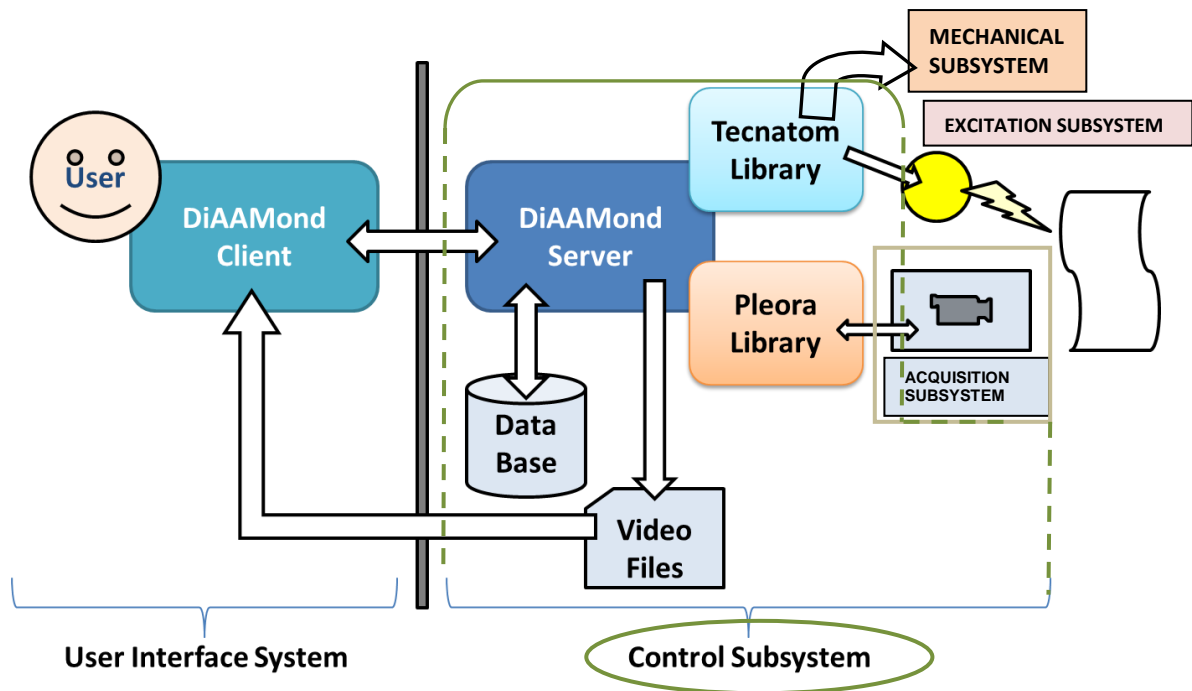 MECHANICAL
SUBSYSTEM
EXCITATION SUBSYSTEM
Tecnatom
Library
User
DiAAMond
Client
DiAAMond
Server
Pleora
Library
ACQUISITION
SUBSYSTEM
Data
Base
Video
Files
User Interface System
Control Subsystem